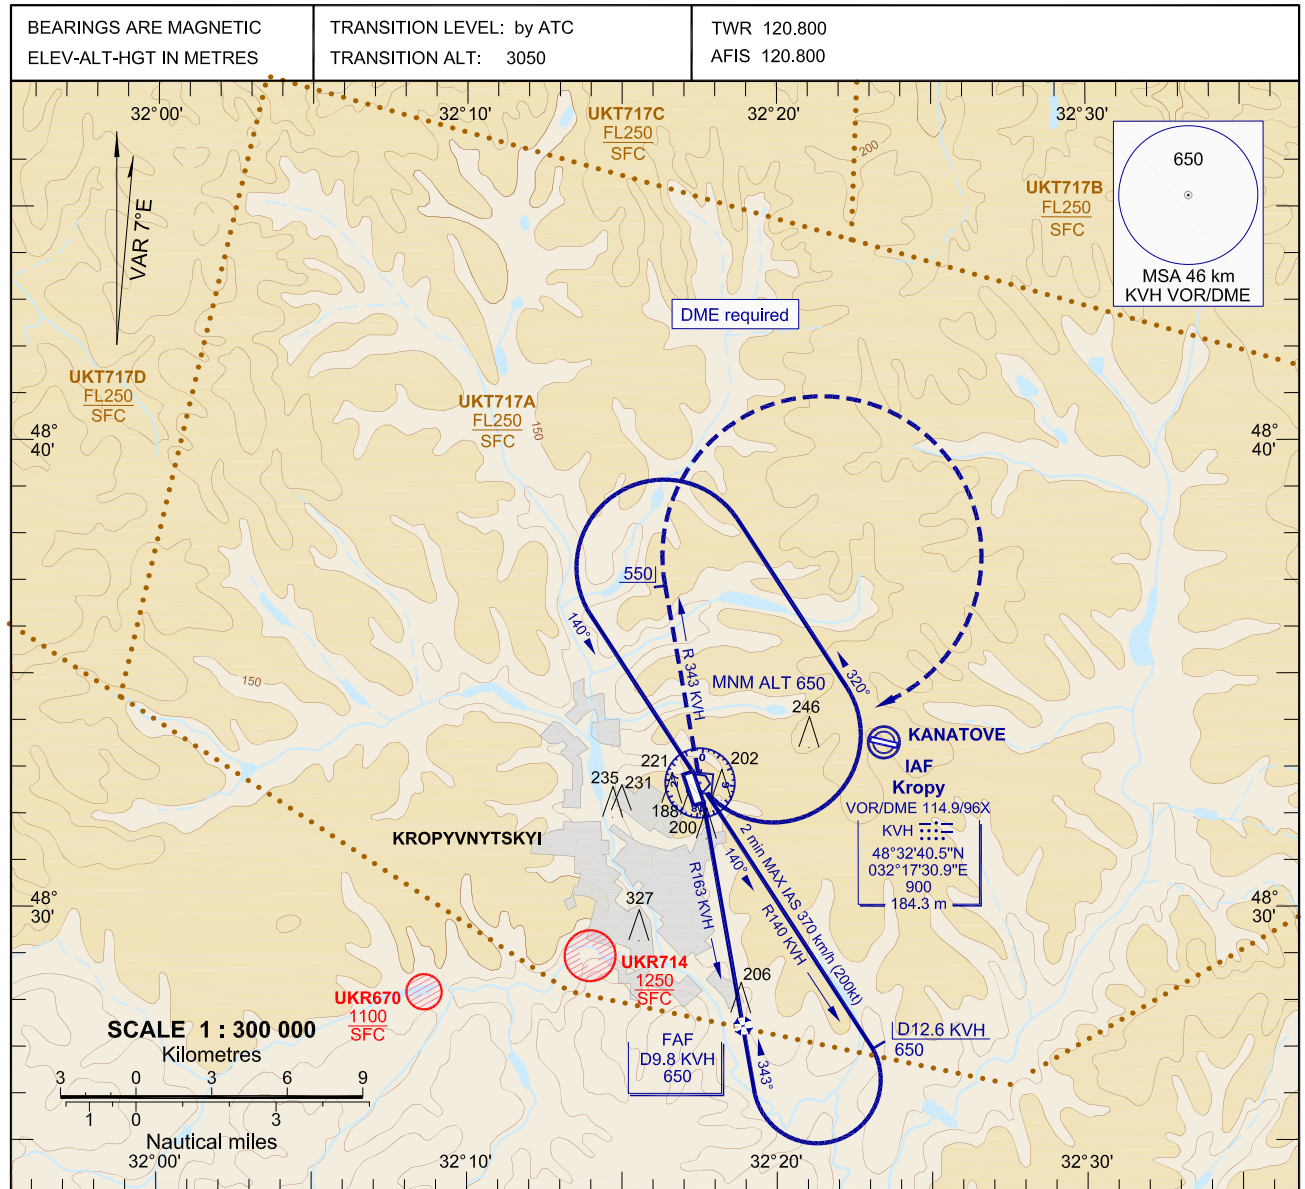 BEARINGS ARE MAGNETIC
ELEV-ALT-HGT IN METRES
TRANSITION LEVEL: by ATC
TRANSITION ALT: 3050
TWR 120.800
AFIS 120.800
32°00'
32°10'
32°20'
32°30'
UKT717C
FL250
SFC
200
UKT717B
FL250
SFC
650
MSA 46 km
KVH VOR/DME
VAR 7°E
DME required
UKT717D
FL250
SFC
UKT717A
FL250
SFC
150
48°
40'
48°
40'
550
140°
R 343 KVH
MNM ALT 650
246
320°
150
KANATOVE
IAF
Kropy
VOR/DME 114.9/96X
KVH
48°32'40.5"N
032°17'30.9"E
900
184.3 m
221
202
235
231
188
200
0
9
18
27
KROPYVNYTSKYI
2 min MAX IAS 370 km/h (200kt)
140°
R140 KVH
R163 KVH
327
48°
30'
48°
30'
206
UKR714
1250
SFC
UKR670
1100
SFC
D12.6 KVH
650
FAF
D9.8 KVH
650
343°
SCALE 1 : 300 000
Kilometres
3 0 3 6 9
1 0 3
Nautical miles
32°00'
32°10'
32°20'
32°30'